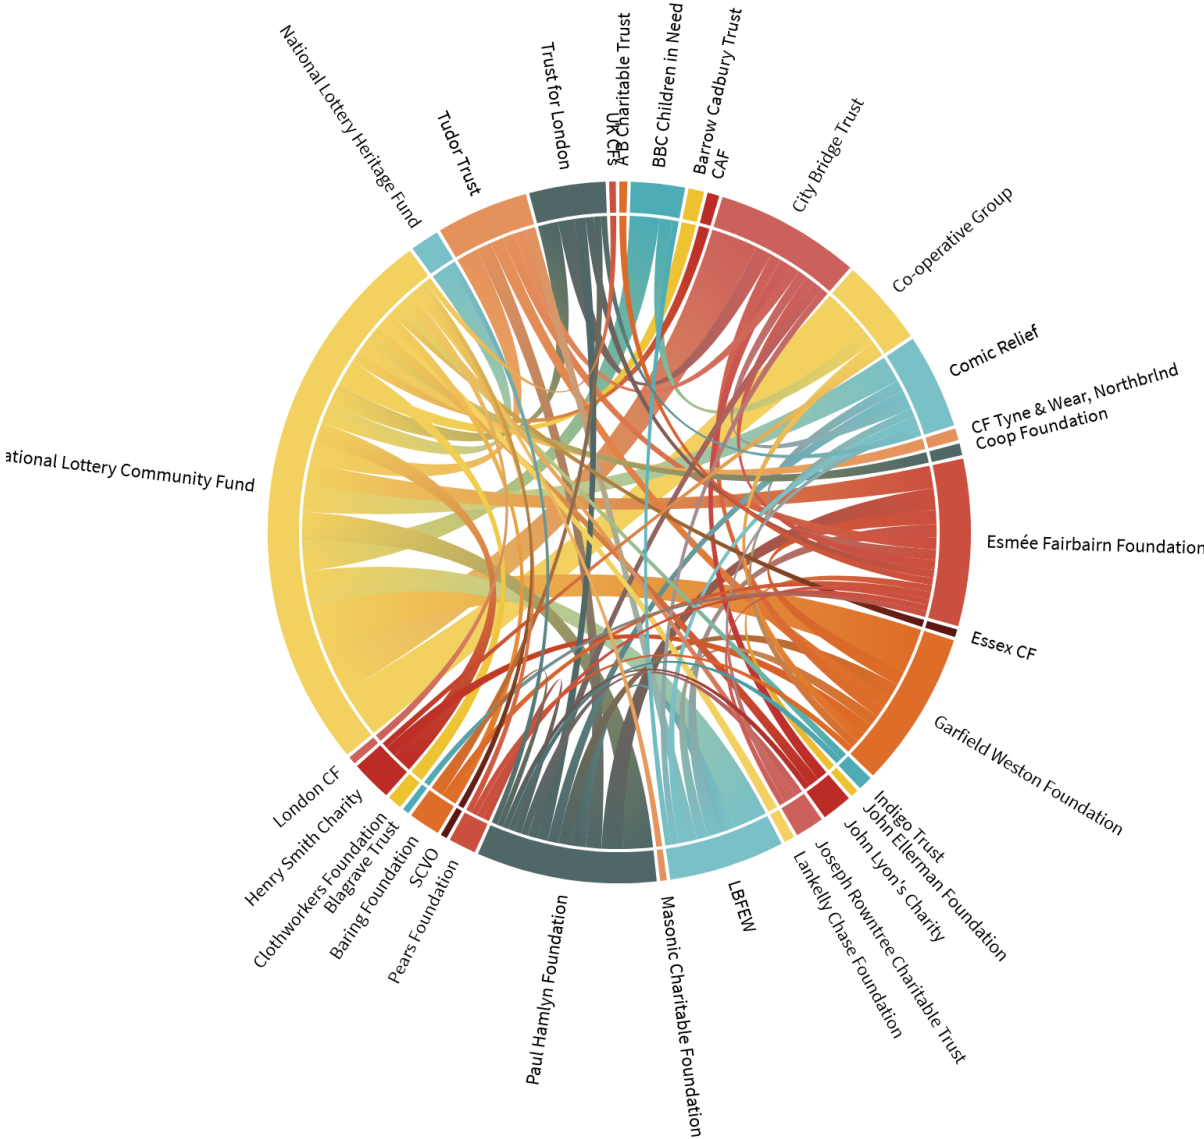 National Lottery Heritage Fund
Tudor Trust
Trust for London
UKCFs
AB Charitable Trust
BBC Children in Need
Barrow Cadbury Trust
CAF
City Bridge Trust
Co-operative Group
Comic Relief
CF Tyne & Wear, Northbrlnd
Coop Foundation
Esmée Fairbairn Foundation
Essex CF
Garfield Weston Foundation
Indigo Trust
John Ellerman Foundation
John Lyon's Charity
Joseph Rowntree Charitable Trust
Lankelly Chase Foundation
LBFEW
Masonic Charitable Foundation
Paul Hamlyn Foundation
Pears Foundation
SCVO
Baring Foundation
Blagrave Trust
Clothworkers Foundation
Henry Smith Charity
London CF
ational Lottery Community Fund